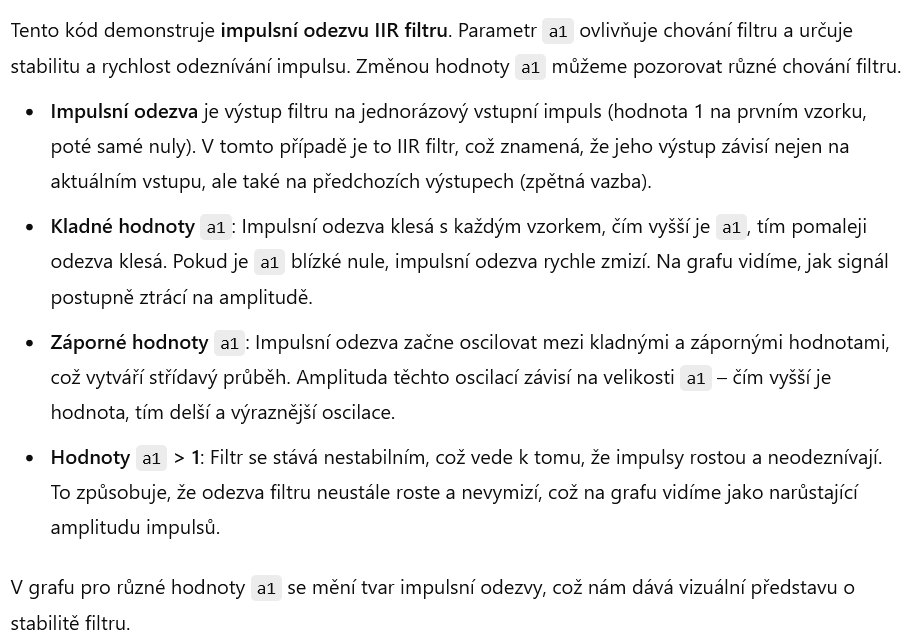 Tento kód demonstruje impulsní odezvu IIR filtru. Parametr a1 ovlivňuje chování filtru a určuje
stabilitu a rychlost odeznívání impulsu. Změnou hodnoty a1 můžeme pozorovat různé chování filtru.
• Impulsní odezva je výstup filtru na jednorázový vstupní impuls (hodnota 1 na prvním vzorku,
poté samé nuly). V tomto případě je to IIR filtr, což znamená, že jeho výstup závisí nejen na
aktuálním vstupu, ale také na předchozích výstupech (zpětná vazba).
• Kladné hodnoty a1: Impulsní odezva klesá s každým vzorkem, čím vyšší je a1, tím pomaleji
odezva klesá. Pokud je a1 blízké nule, impulsní odezva rychle zmizí. Na grafu vidíme, jak signál
postupně ztrácí na amplitudě.
• Záporné hodnoty a1: Impulsní odezva začne oscilovat mezi kladnými a zápornými hodnotami,
což vytváří střídavý průběh. Amplituda těchto oscilací závisí na velikosti a1 – čím vyšší je
hodnota, tím delší a výraznější oscilace.
• Hodnoty a1 > 1: Filtr se stává nestabilním, což vede k tomu, že impulsy rostou a neodeznívají.
To způsobuje, že odezva filtru neustále roste a nevymizí, což na grafu vidíme jako narůstající
amplitudu impulsů.
V grafu pro různé hodnoty a1 se mění tvar impulsní odezvy, což nám dává vizuální představu o
stabilitě filtru.